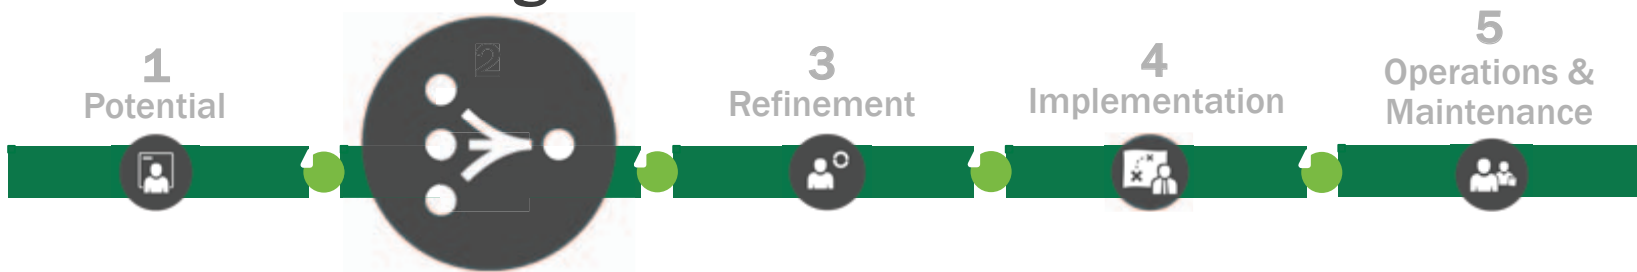 1
Potential
2
3
Refinement
4
Implementation
5
Operations &
Maintenance